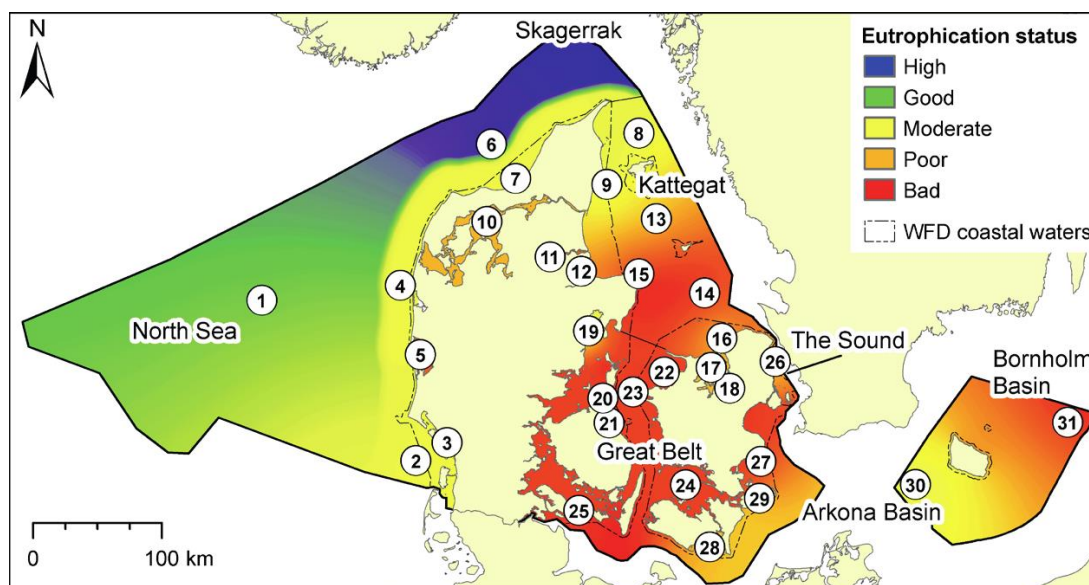 N
Skagerrak
Eutrophication status
High
Good
Moderate
Poor
Bad
WFD coastal waters
6
8
7
9
Kattegat
10
13
11
12
15
4
1
14
North Sea
19
16
The Sound
5
26
17
22
18
Bornholm
Basin
20
23
21
31
3
Great Belt
2
27
24
30
29
Arkona Basin
25
28
0
100 km